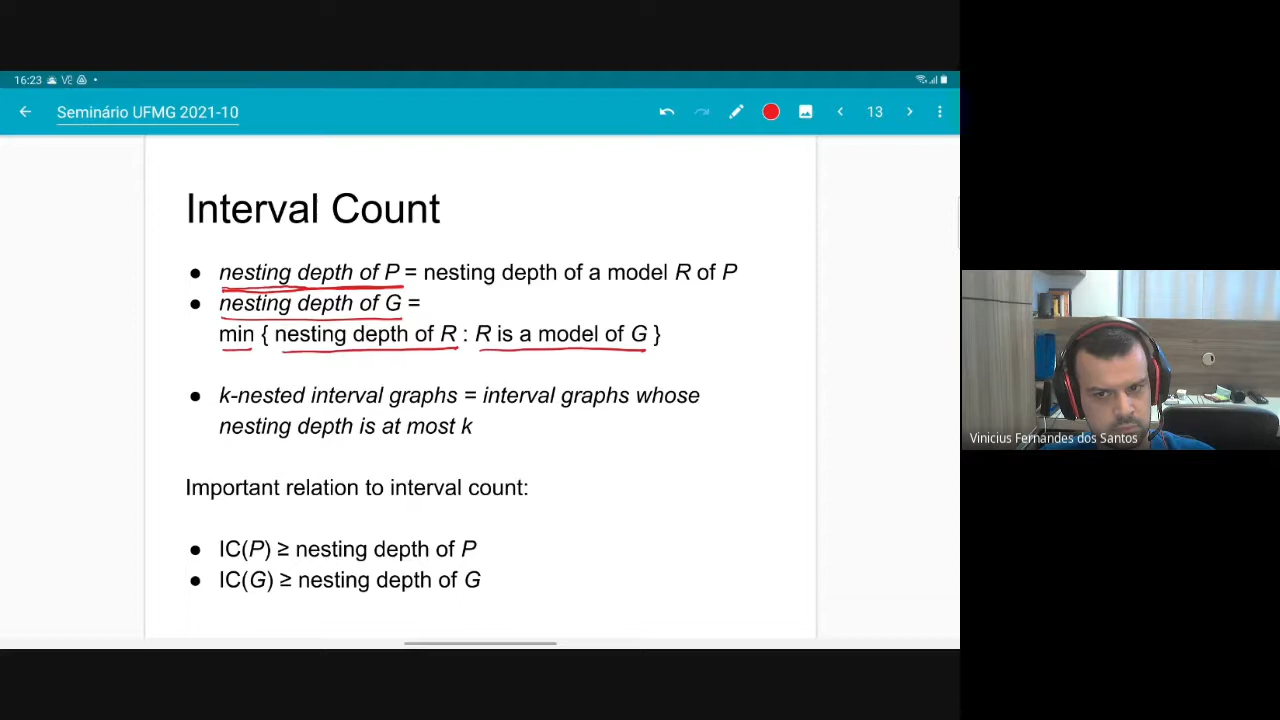 16:23
Seminário UFMG 2021-10
13
Interval Count
● nesting depth of P = nesting depth of a model R of P
● nesting depth of G =
min { nesting depth of R : R is a model of G }
● k-nested interval graphs = interval graphs whose
nesting depth is at most k
Important relation to interval count:
● IC(P) ≥ nesting depth of P
● IC(G) ≥ nesting depth of G
Vinicius Fernandes dos Santos